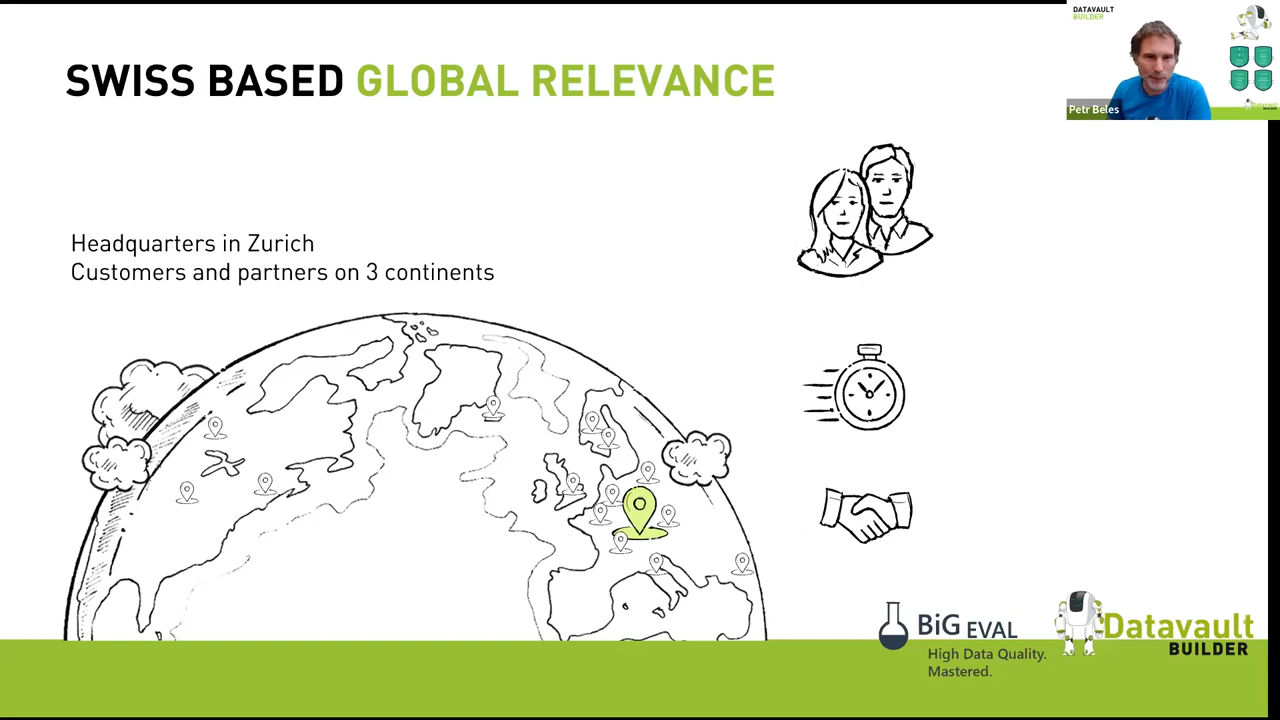 SWISS BASED GLOBAL RELEVANCE
DATAVAULT
BUILDER
Petr Beles
Headquarters in Zurich
Customers and partners on 3 continents
BiG EVAL
High Data Quality.
Mastered.
Datavault
BUILDER